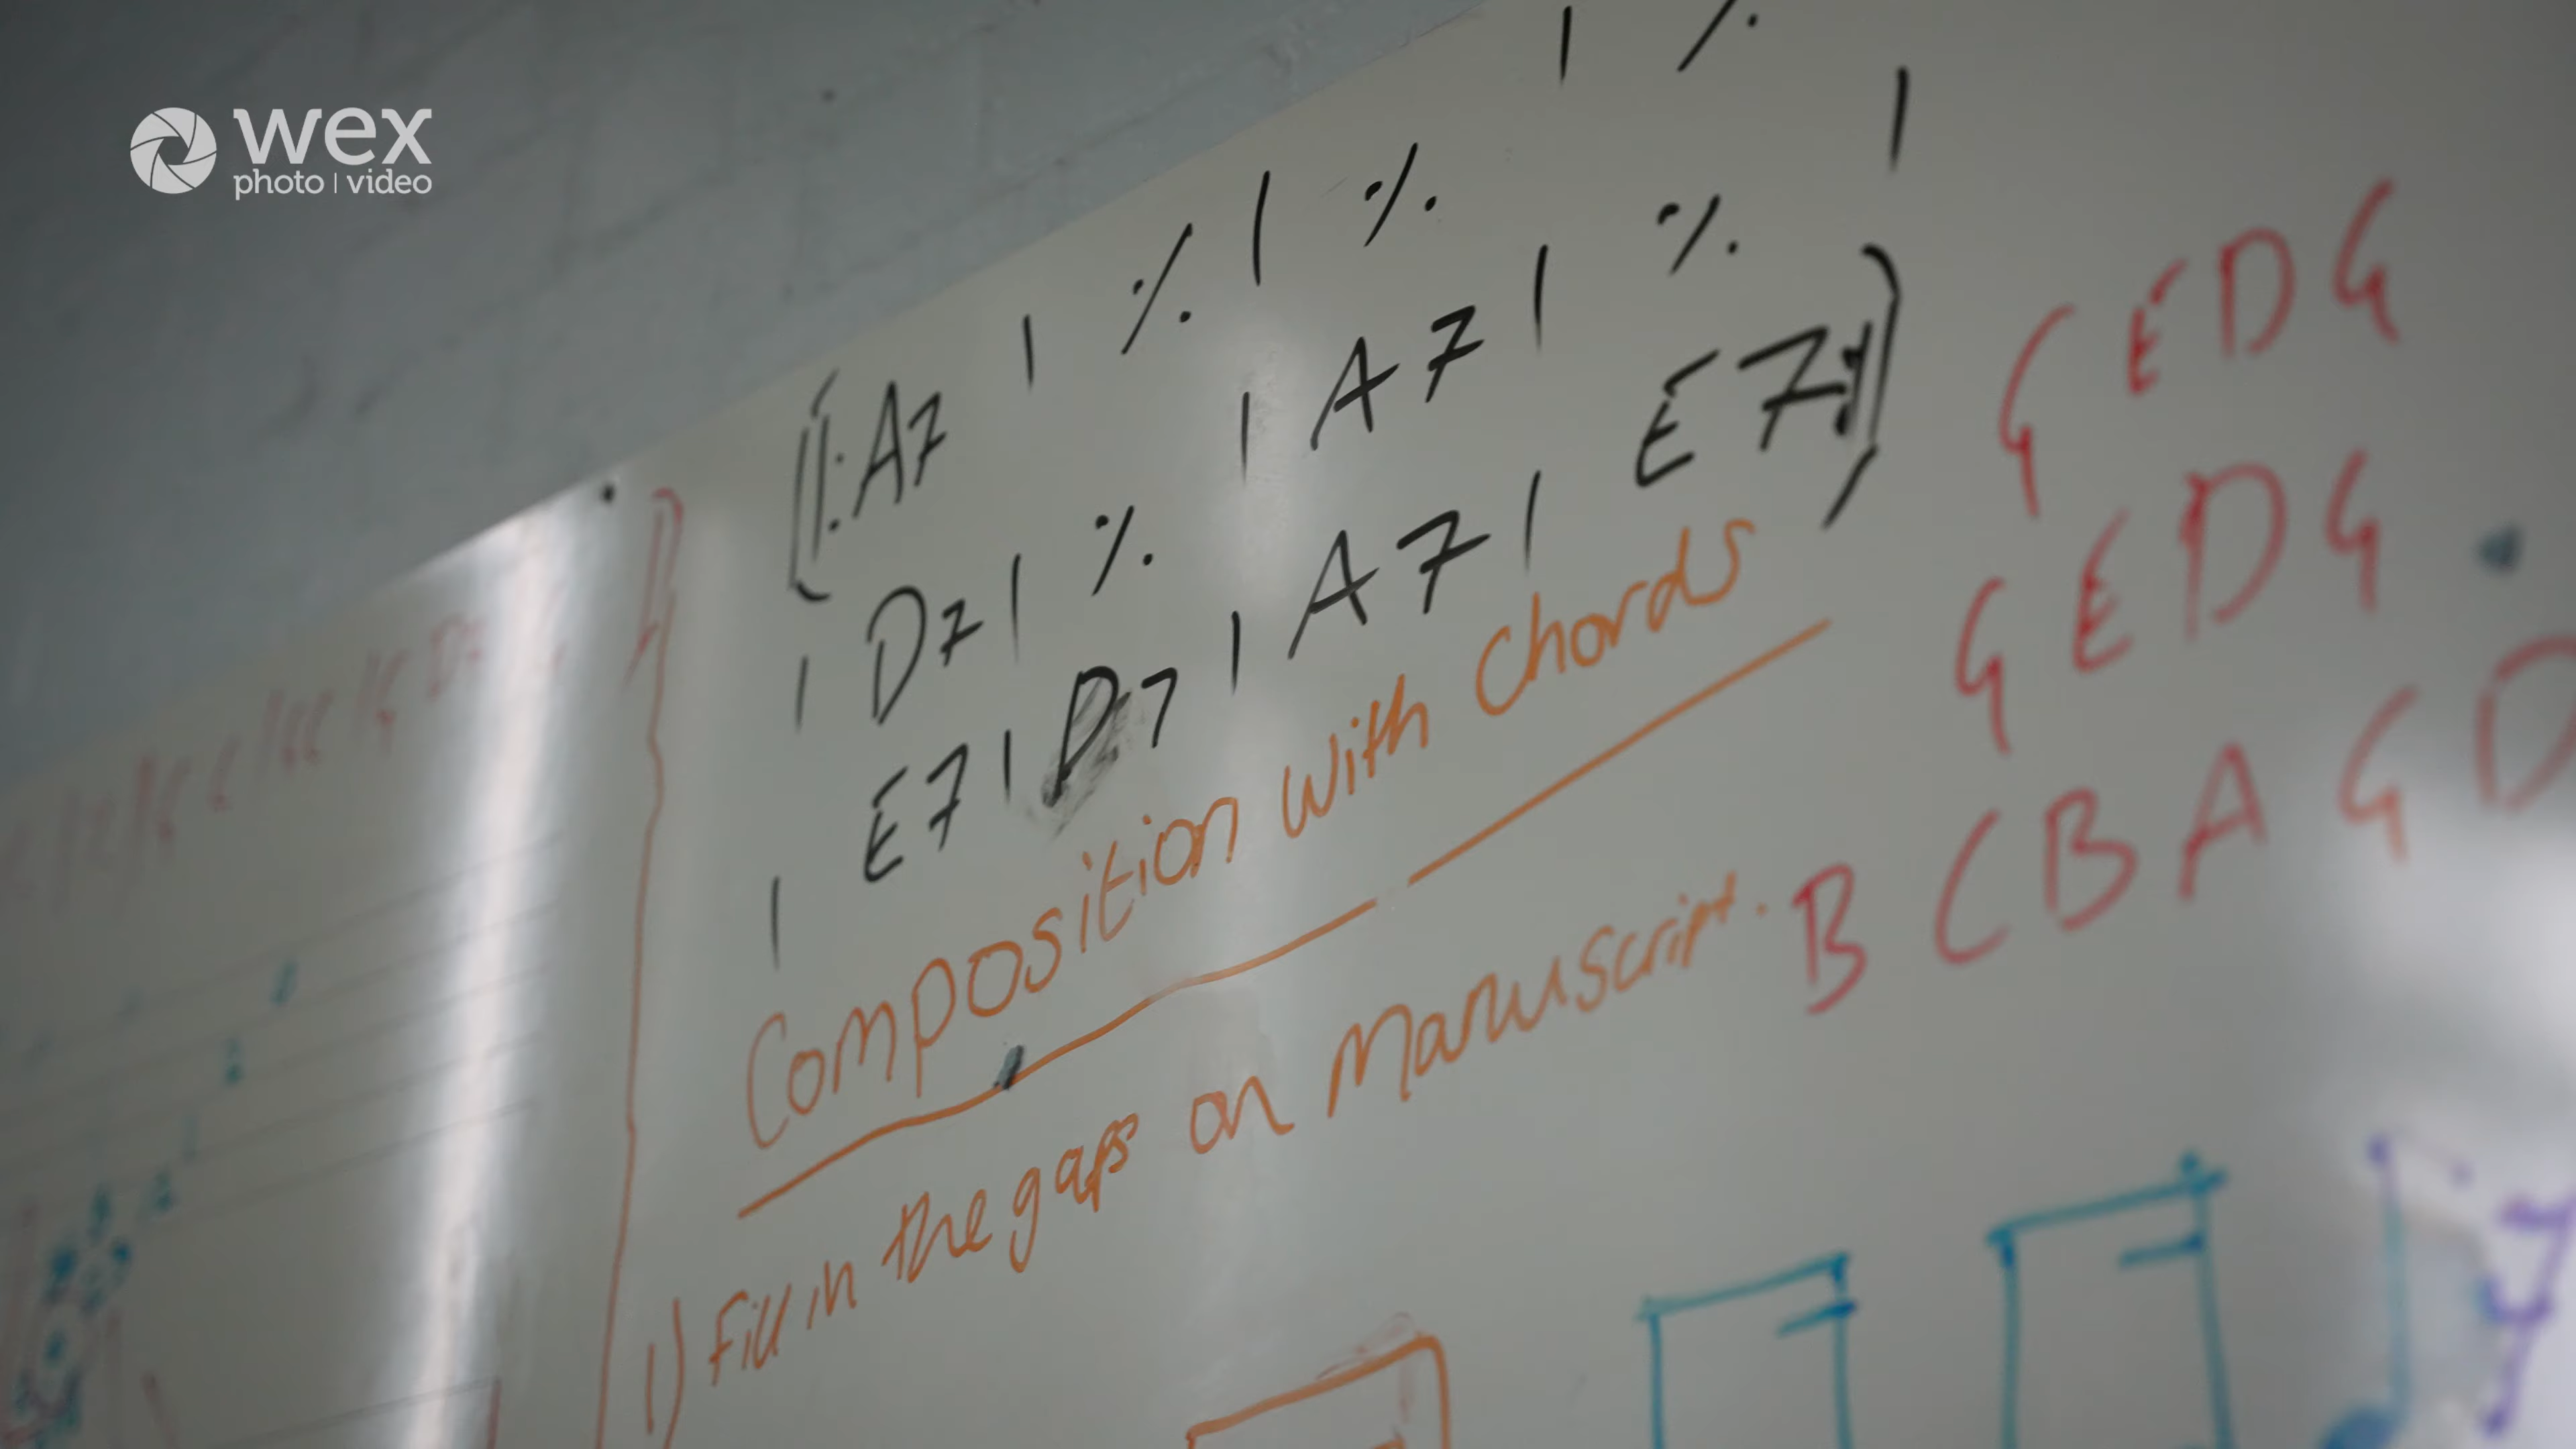 wex
photo | video
[|: A7 | % | % | % |
| D7 | % | A7 | % |
| E7 | D7 | A7 | E7 :|]
G E D G
G E D G
B C B A G D
Composition with chords
1) Fill in the gaps on Manuscript.